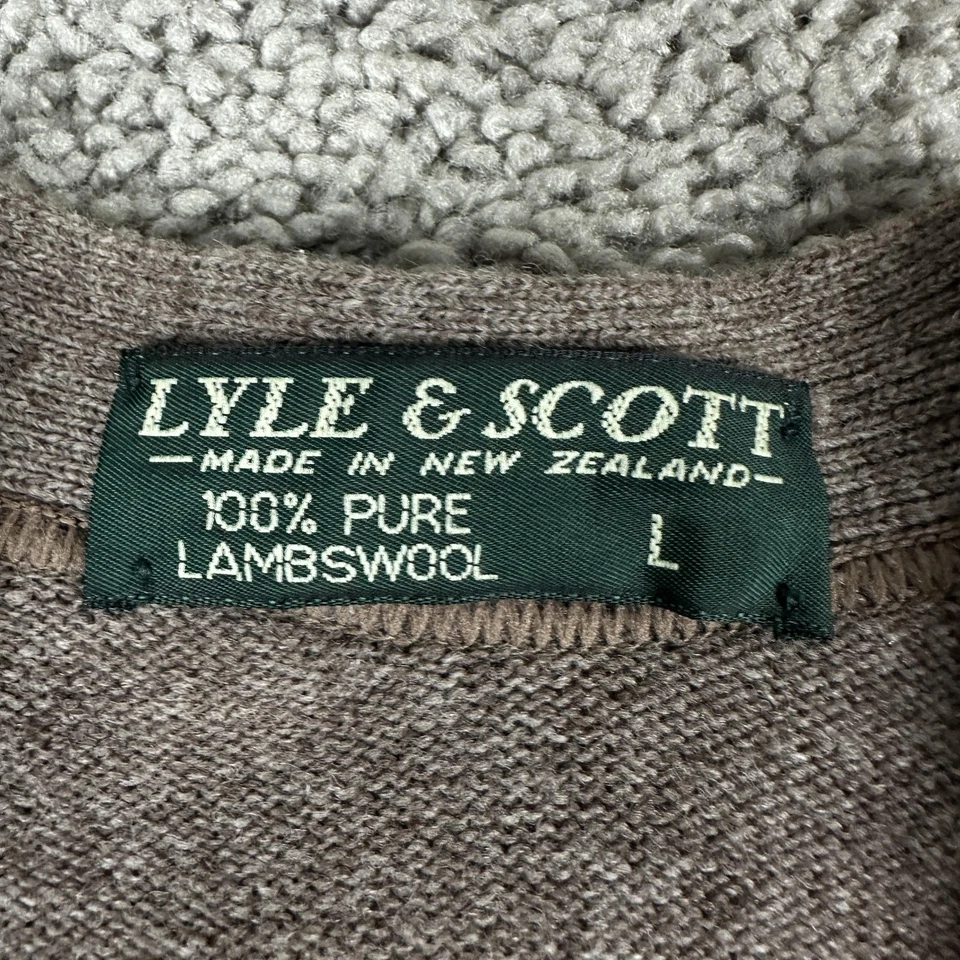 LYLE & SCOTT
—MADE IN NEW ZEALAND—
100% PURE
LAMBSWOOL L